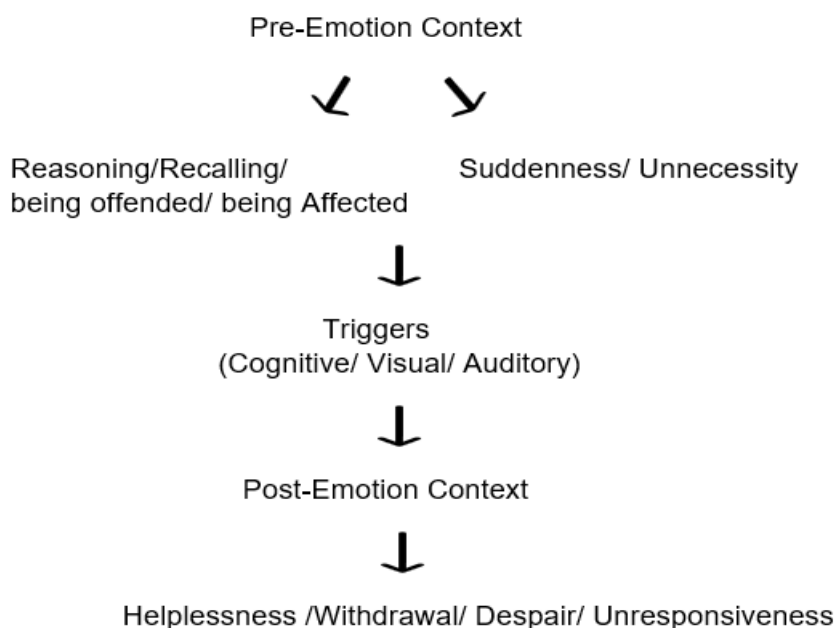 Pre-Emotion Context
Reasoning/Recalling/
being offended/ being Affected
Suddenness/ Unnecessity
Triggers
(Cognitive/ Visual/ Auditory)
Post-Emotion Context
Helplessness /Withdrawal/ Despair/ Unresponsiveness